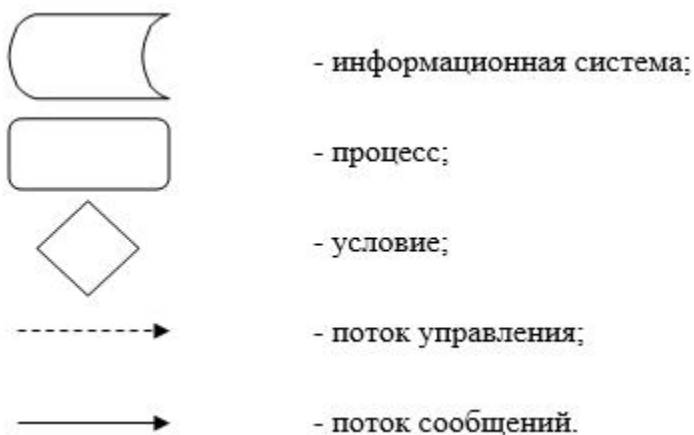 - информационная система;
- процесс;
- условие;
- поток управления;
- поток сообщений.